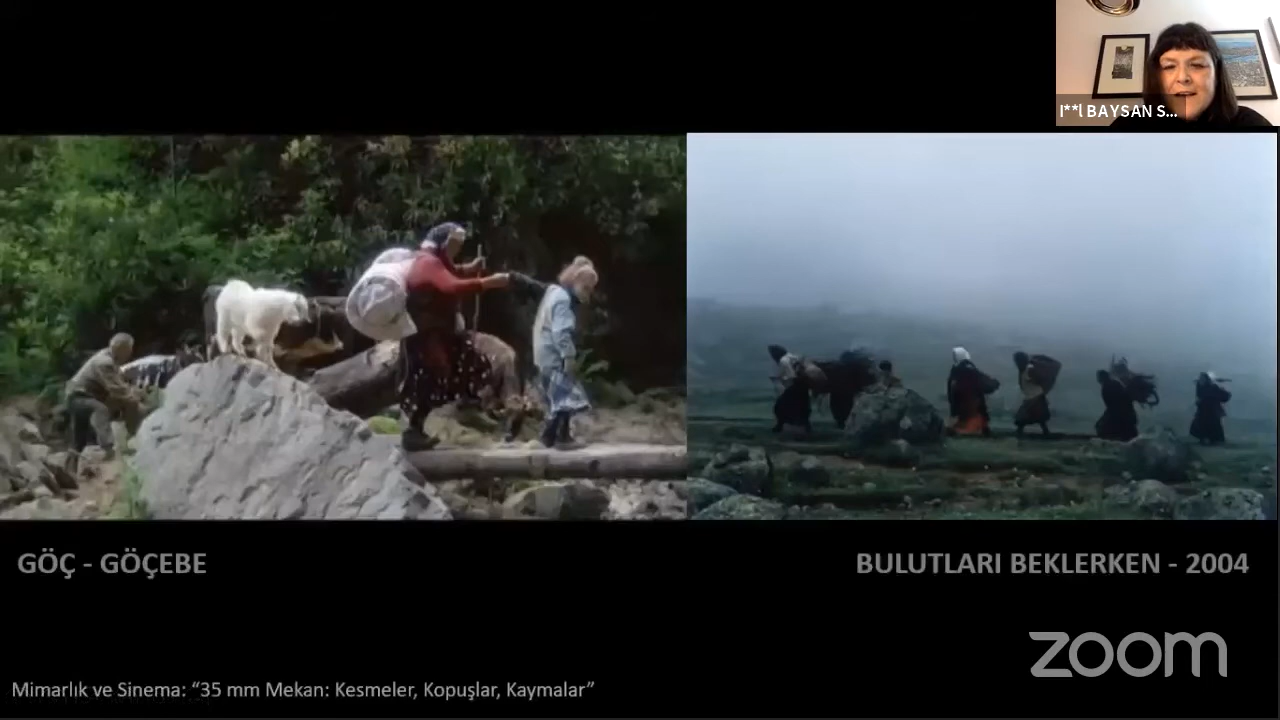 I**l BAYSAN S...
GÖÇ - GÖÇEBE
BULUTLARI BEKLERKEN - 2004
zoom
Mimarlık ve Sinema: “35 mm Mekan: Kesmeler, Kopuşlar, Kaymalar”